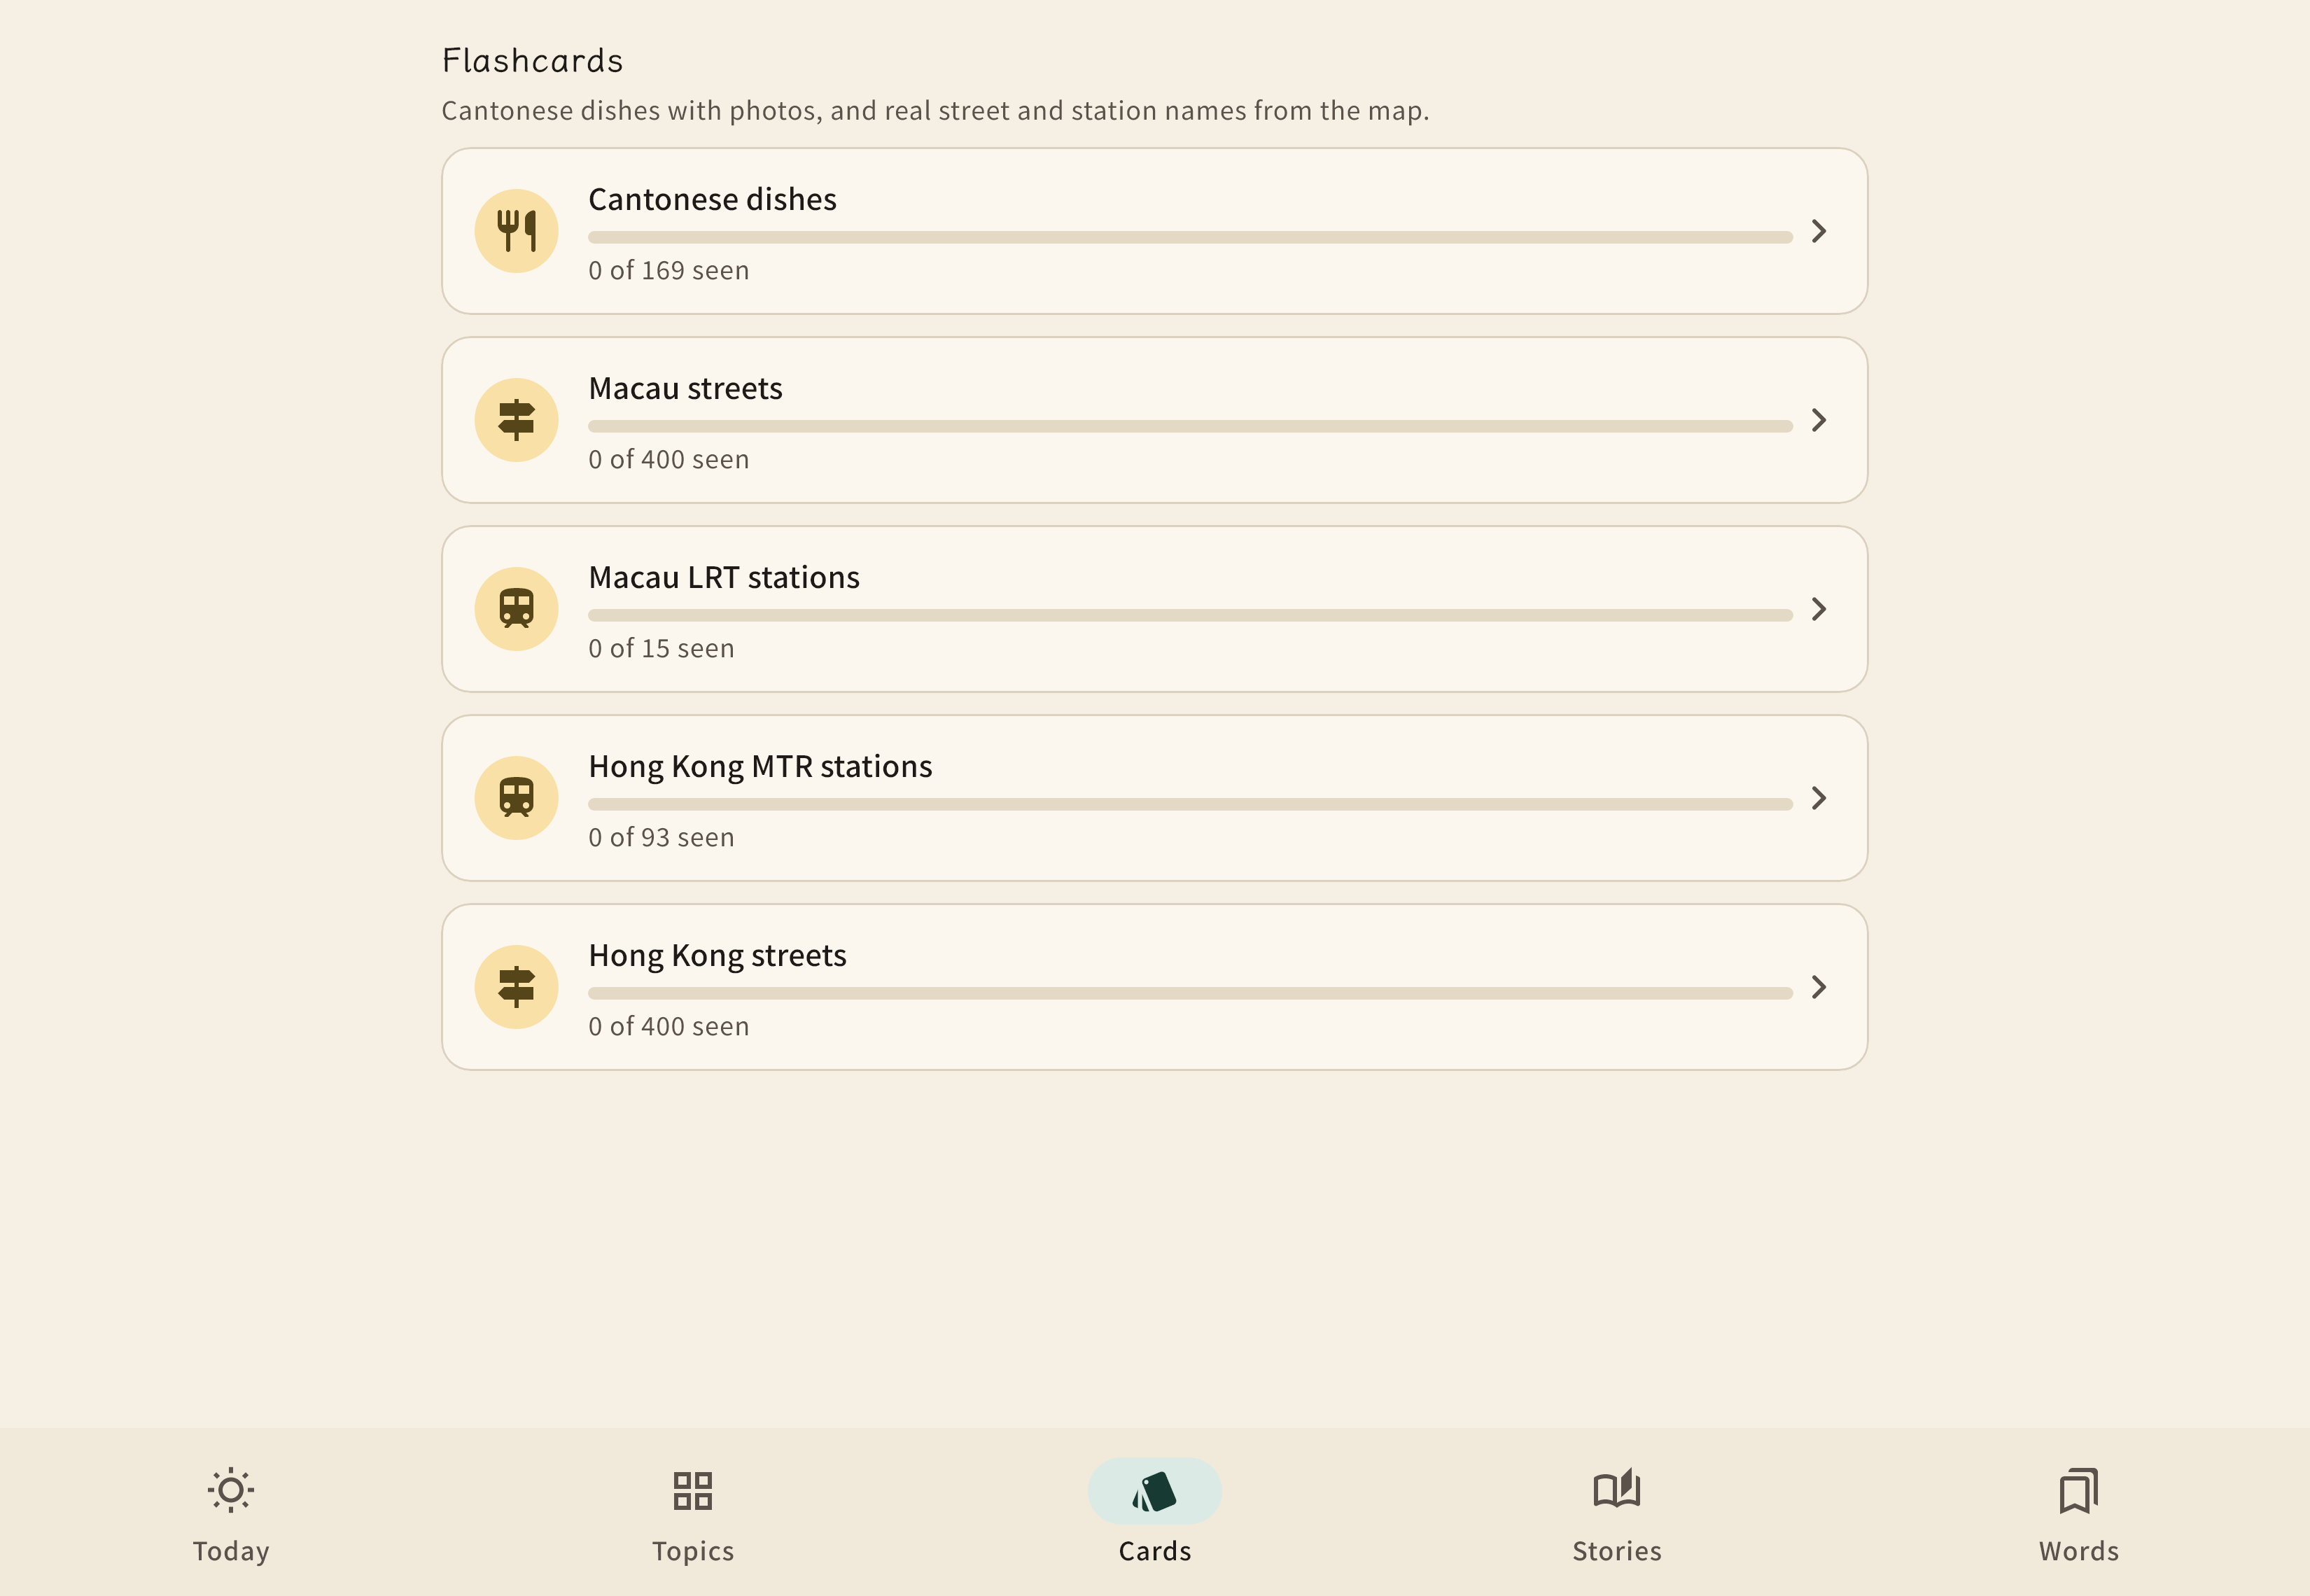 Flashcards
Cantonese dishes with photos, and real street and station names from the map.
Cantonese dishes
0 of 169 seen
Macau streets
0 of 400 seen
Macau LRT stations
0 of 15 seen
Hong Kong MTR stations
0 of 93 seen
Hong Kong streets
0 of 400 seen
Today
Topics
Cards
Stories
Words